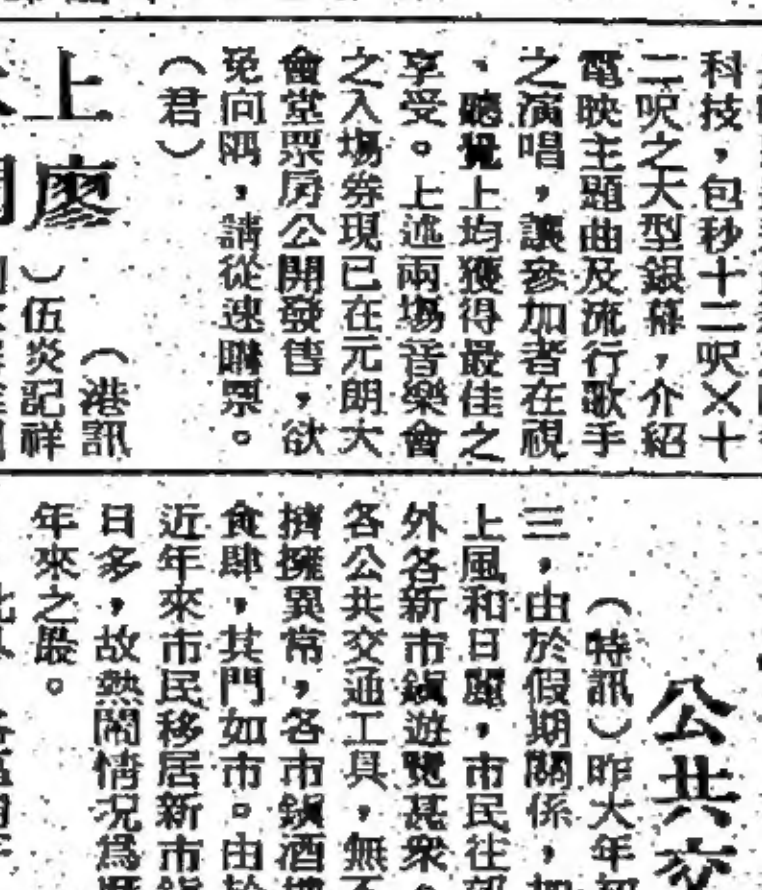 科技，包秒十二呎×十
二呎之大型銀幕，介紹
電映主題曲及流行歌手
之演唱，讓參加者在視
、聽覺上均獲得最佳之
享受。上述兩場音樂會
之入場券現已在元朗大
會堂票房公開發售，欲
免向隅，請從速購票。
（君）
上廖
（港訊
）伍炎記祥
公共交
（特訊）昨大年初
三，由於假期關係，加
上風和日麗，市民往郊
外各新市鎮遊覽甚衆，
各公共交通工具，無不
擠擁異常，各市鎮酒樓
食肆，其門如市。由於
近年來市民移居新市鎮
日多，故熱鬧情況爲歷
年來之最。